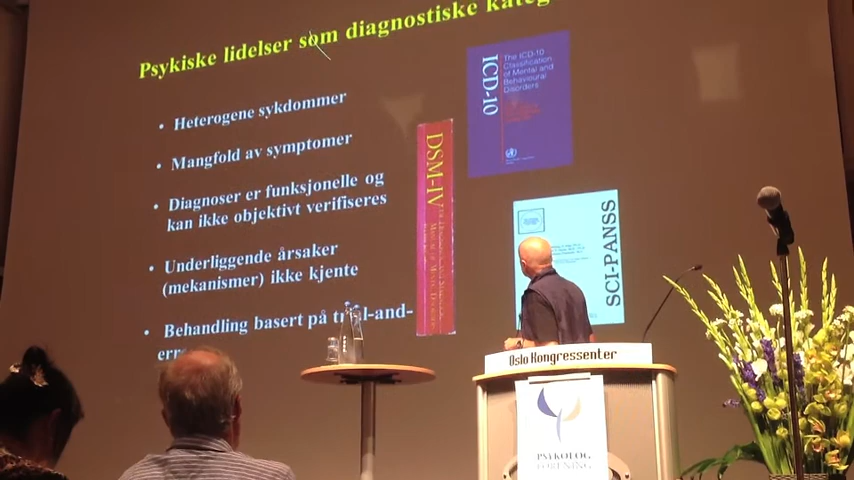 Psykiske lidelser som diagnostiske
• Heterogene sykdommer
• Mangfold av symptomer
• Diagnoser er funksjonelle og
kan ikke objektivt verifiseres
• Underliggende årsaker
(mekanismer) ikke kjente
• Behandling basert på
ICD-10
The ICD-10
Classification
of Mental and
Behavioural
Disorders
DSM-IV
SCI-PANSS
Oslo Kongressenter
PSYKOLOG
FORENING